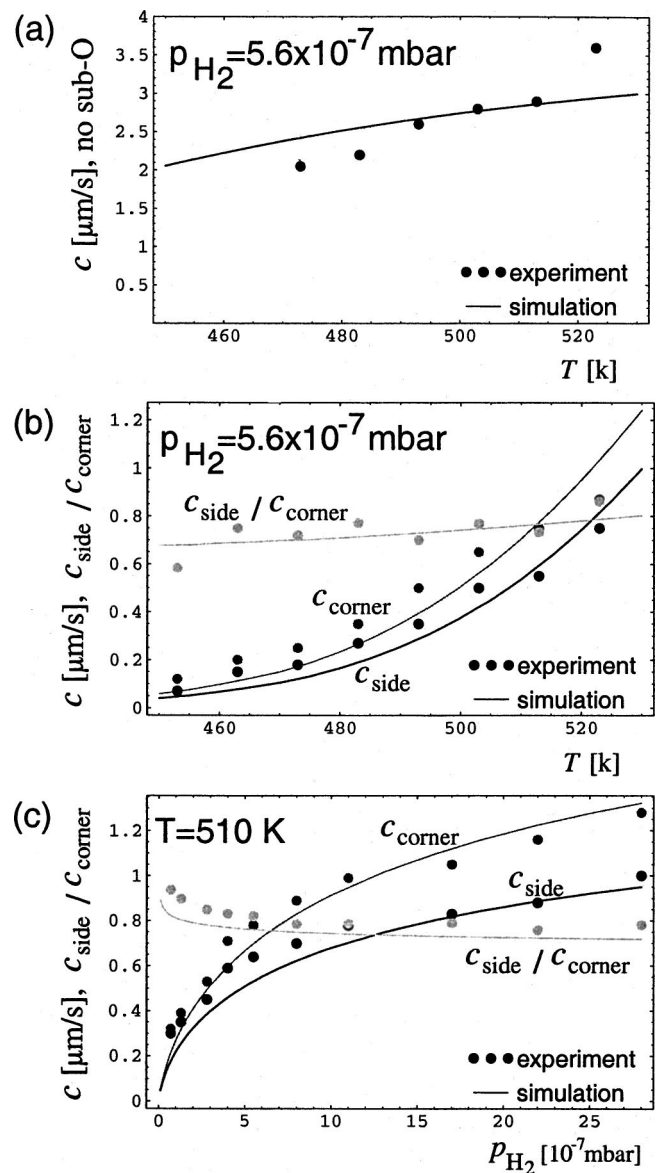 (a)
p_H2=5.6x10^-7 mbar
c [μm/s], no sub-O
4
3.5
3
2.5
2
1.5
1
0.5
experiment
simulation
460
480
500
520
T [k]
(b)
p_H2=5.6x10^-7 mbar
c [μm/s], c_side / c_corner
1.2
1
0.8
0.6
0.4
0.2
0
c_side / c_corner
c_corner
c_side
experiment
simulation
460
480
500
520
T [k]
(c)
T=510 K
c [μm/s], c_side / c_corner
1.2
1
0.8
0.6
0.4
0.2
0
c_corner
c_side
c_side / c_corner
experiment
simulation
0
5
10
15
20
25
p_H2 [10^-7 mbar]